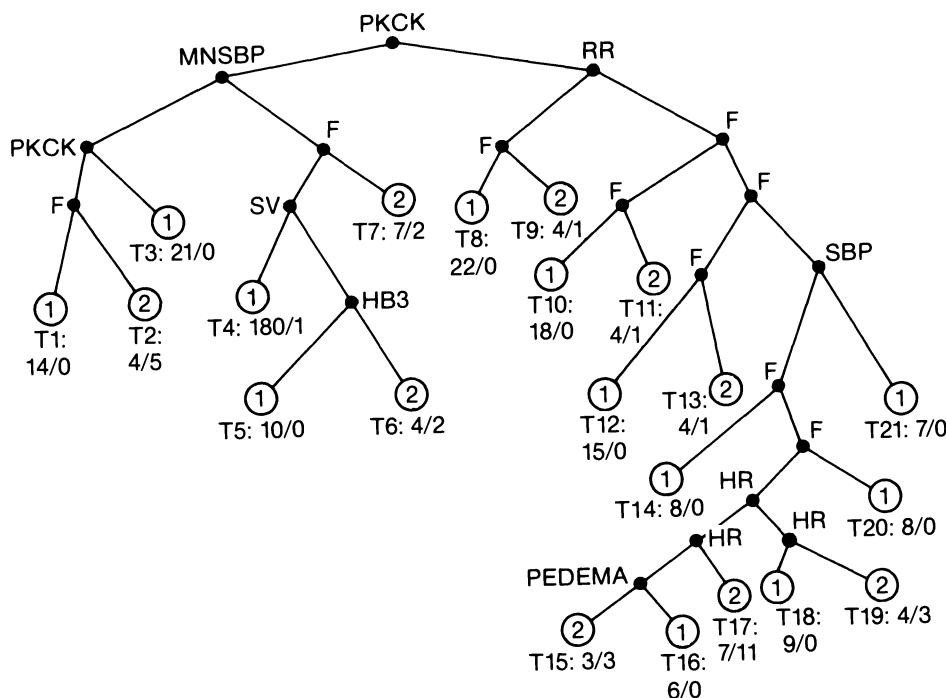 PKCK
MNSBP
RR
F
F
PKCK
F
F
F
SV
F
F
1
2
1
2
T3: 21/0
T7: 7/2
T8:
22/0
T9: 4/1
F
SBP
1
2
1
2
HB3
T10:
18/0
T11:
4/1
T1:
14/0
T2:
4/5
T4: 180/1
F
1
2
1
2
1
T5: 10/0
T6: 4/2
T12:
15/0
T13:
4/1
T21: 7/0
F
1
T14: 8/0
HR
1
T20: 8/0
HR
HR
PEDEMA
2
1
2
1
2
T15: 3/3
T16:
6/0
T17:
7/11
T18:
9/0
T19: 4/3